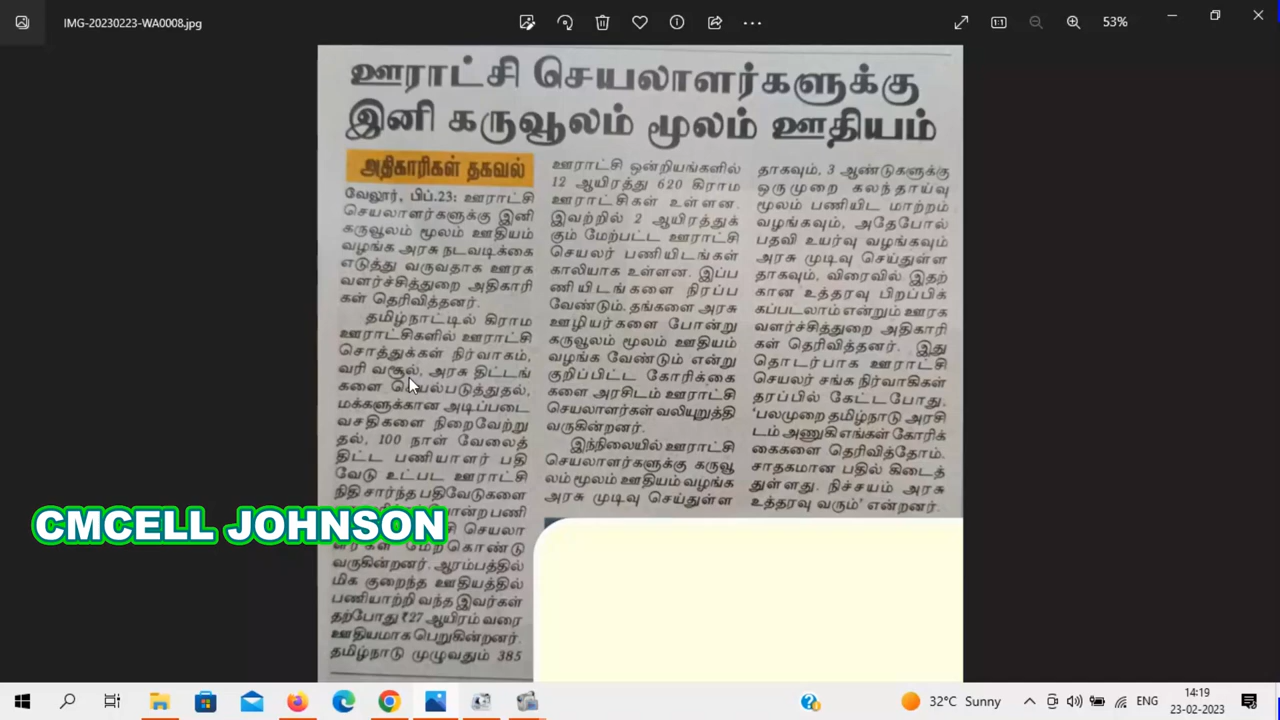 IMG-20230223-WA0008.jpg
53%
ஊராட்சி செயலாளர்களுக்கு
இனி கருவூலம் மூலம் ஊதியம்
அதிகாரிகள் தகவல்
வேலூர், பிப்.23: ஊராட்சி
செயலாளர்களுக்கு இனி
கருவூலம் மூலம் ஊதியம்
வழங்க அரசு நடவடிக்கை
எடுத்து வருவதாக ஊரக
வளர்ச்சித்துறை அதிகாரி
கள் தெரிவித்தனர்.
தமிழ்நாட்டில் கிராம
ஊராட்சிகளில் ஊராட்சி
சொத்துக்கள் நிர்வாகம்,
வரி வசூல், அரசு திட்டங்
களை செயல்படுத்துதல்,
மக்களுக்கான அடிப்படை
வசதிகளை நிறைவேற்று
தல், 100 நாள் வேலைத்
திட்ட பணியாளர் பதி
வேடு உட்பட ஊராட்சி
நிதி சார்ந்த பதிவேடுகளை
பணி
செயலா
ளர்கள் மேற்கொண்டு
வருகின்றனர். ஆரம்பத்தில்
மிக குறைந்த ஊதியத்தில்
பணியாற்றி வந்த இவர்கள்
தற்போது ₹27 ஆயிரம் வரை
ஊதியமாக பெறுகின்றனர்.
தமிழ்நாடு முழுவதும் 385
ஊராட்சி ஒன்றியங்களில்
12 ஆயிரத்து 620 கிராம
ஊராட்சிகள் உள்ளன.
இவற்றில் 2 ஆயிரத்துக்
கும் மேற்பட்ட ஊராட்சி
செயலர் பணியிடங்கள்
காலியாக உள்ளன. இப்ப
ணியிடங்களை நிரப்ப
வேண்டும். தங்களை அரசு
ஊழியர்களை போன்று
கருவூலம் மூலம் ஊதியம்
வழங்க வேண்டும் என்று
குறிப்பிட்ட கோரிக்கை
களை அரசிடம் ஊராட்சி
செயலாளர்கள் வலியுறுத்தி
வருகின்றனர்.
இந்நிலையில் ஊராட்சி
செயலாளர்களுக்கு கருவூ
லம் மூலம் ஊதியம் வழங்க
அரசு முடிவு செய்துள்ள
தாகவும், 3 ஆண்டுகளுக்கு
ஒருமுறை கலந்தாய்வு
மூலம் பணியிட மாற்றம்
வழங்கவும், அதேபோல்
பதவி உயர்வு வழங்கவும்
அரசு முடிவு செய்துள்ள
தாகவும், விரைவில் இதற்
கான உத்தரவு பிறப்பிக்
கப்படலாம் என்றும் ஊரக
வளர்ச்சித்துறை அதிகாரி
கள் தெரிவித்தனர். இது
தொடர்பாக ஊராட்சி
செயலர் சங்க நிர்வாகிகள்
தரப்பில் கேட்டபோது,
'பலமுறை தமிழ்நாடு அரசி
டம் அணுகி எங்கள் கோரிக்
கைகளை தெரிவித்தோம்.
சாதகமான பதில் கிடைத்
துள்ளது. நிச்சயம் அரசு
உத்தரவு வரும்' என்றனர்.
CMCELL JOHNSON
32°C Sunny
ENG
14:19
23-02-2023